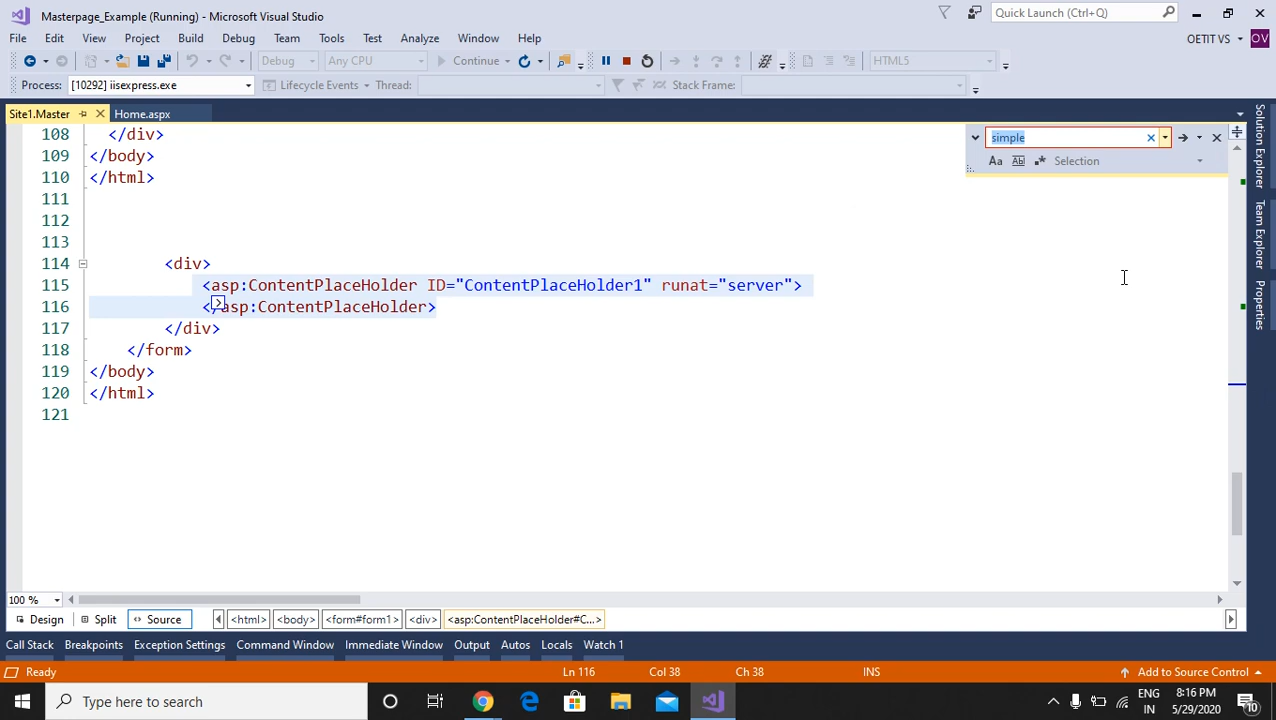 Masterpage_Example (Running) - Microsoft Visual Studio
Quick Launch (Ctrl+Q)
File Edit View Project Build Debug Team Tools Test Analyze Window Help
OETIT VS OV
Debug Any CPU Continue HTML5
Process: [10292] iisexpress.exe Lifecycle Events Thread: Stack Frame:
Site1.Master Home.aspx
simple
Aa Ab Selection
108 </div>
109 </body>
110 </html>
111
112
113
114 <div>
115 <asp:ContentPlaceHolder ID="ContentPlaceHolder1" runat="server">
116 </asp:ContentPlaceHolder>
117 </div>
118 </form>
119 </body>
120 </html>
121
Solution Explorer
Team Explorer
Properties
100 %
Design Split Source <html> <body> <form#form1> <div> <asp:ContentPlaceHolder#C...>
Call Stack Breakpoints Exception Settings Command Window Immediate Window Output Autos Locals Watch 1
Ready Ln 116 Col 38 Ch 38 INS Add to Source Control
Type here to search
ENG
IN
8:16 PM
5/29/2020
10